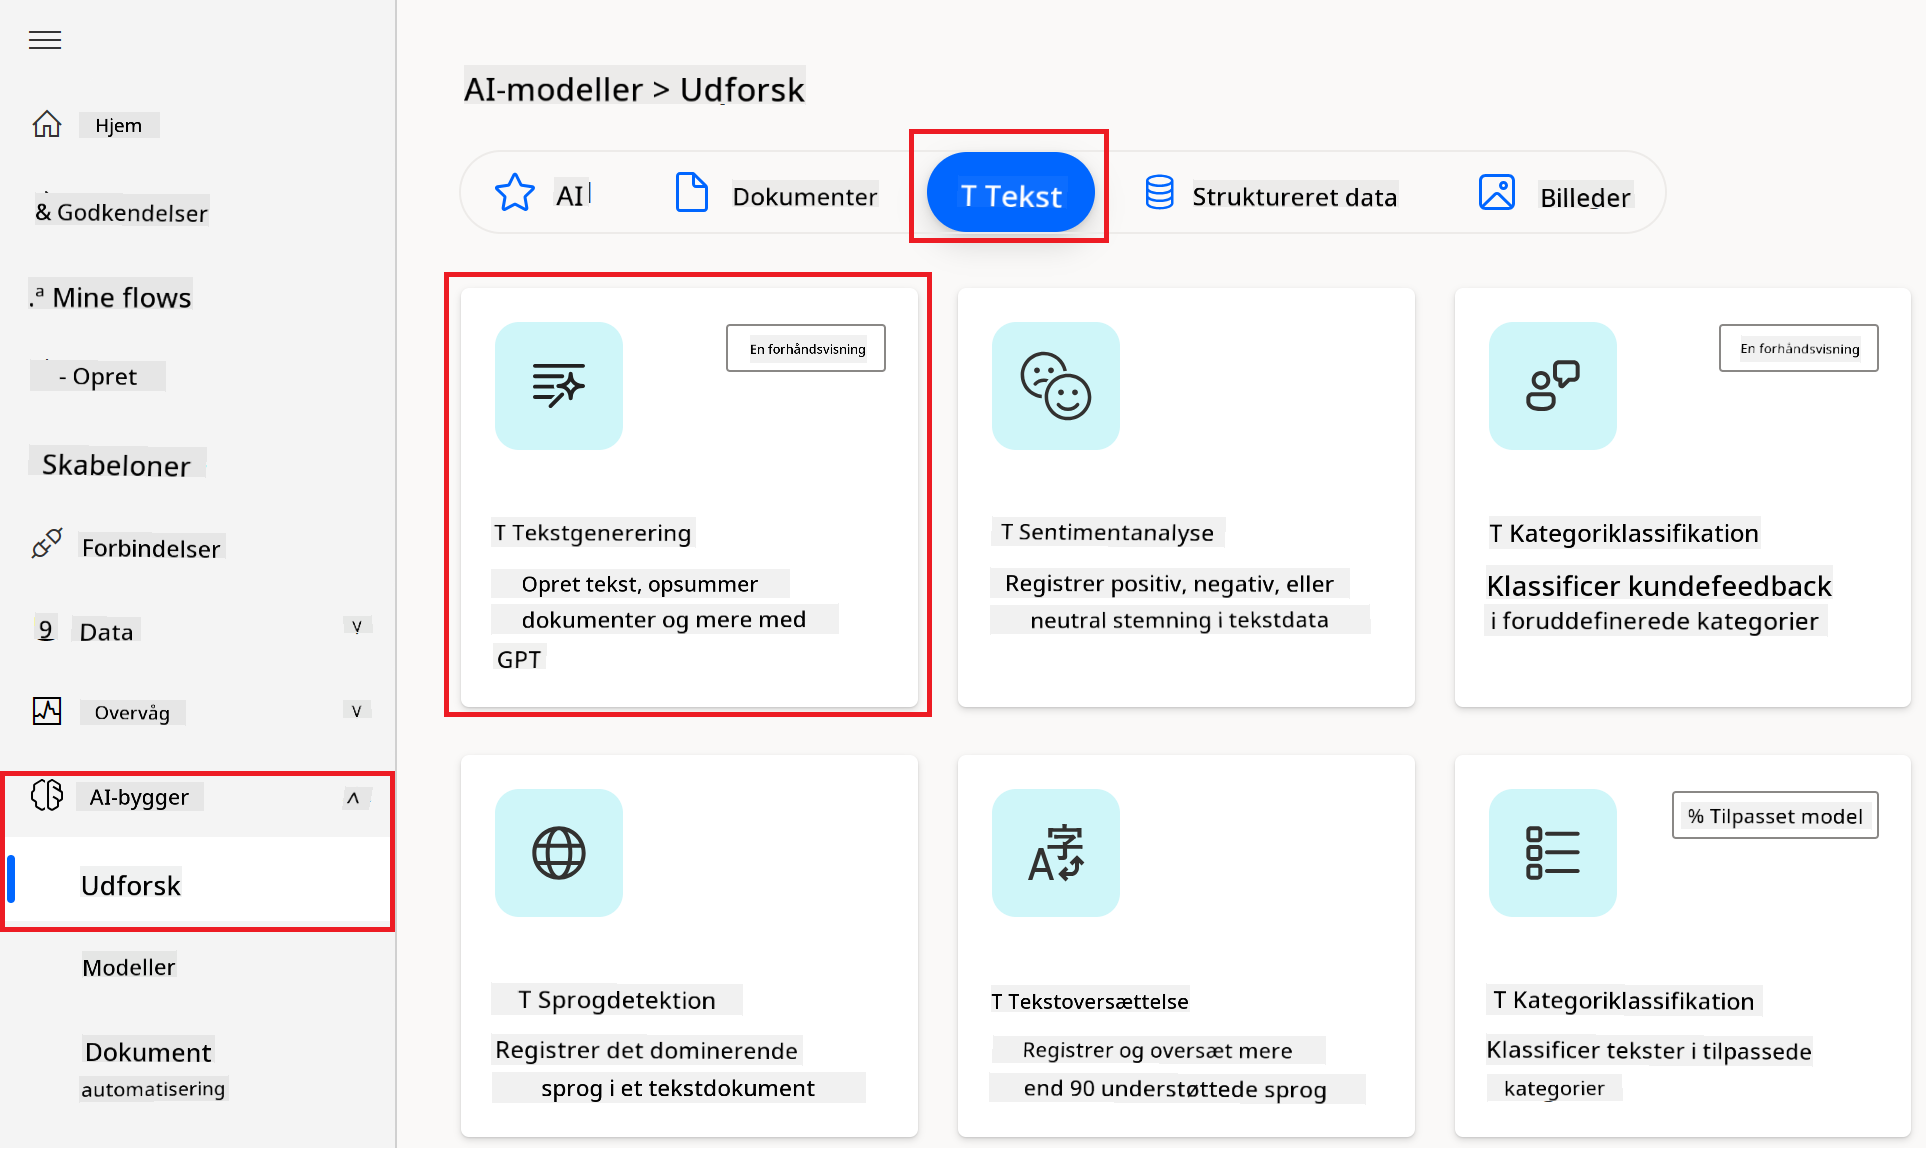 Hjem
& Godkendelser
.ª Mine flows
- Opret
Skabeloner
Forbindelser
9 Data
Overvåg
AI-bygger
Udforsk
Modeller
Dokument
automatisering
AI-modeller > Udforsk
AI
Dokumenter
T Tekst
Struktureret data
Billeder
En forhåndsvisning
T Tekstgenerering
Opret tekst, opsummer
dokumenter og mere med
GPT
T Sentimentanalyse
Registrer positiv, negativ, eller
neutral stemning i tekstdata
En forhåndsvisning
T Kategoriklassifikation
Klassificer kundefeedback
i foruddefinerede kategorier
T Sprogdetektion
Registrer det dominerende
sprog i et tekstdokument
T Tekstoversættelse
Registrer og oversæt mere
end 90 understøttede sprog
% Tilpasset model
T Kategoriklassifikation
Klassificer tekster i tilpassede
kategorier